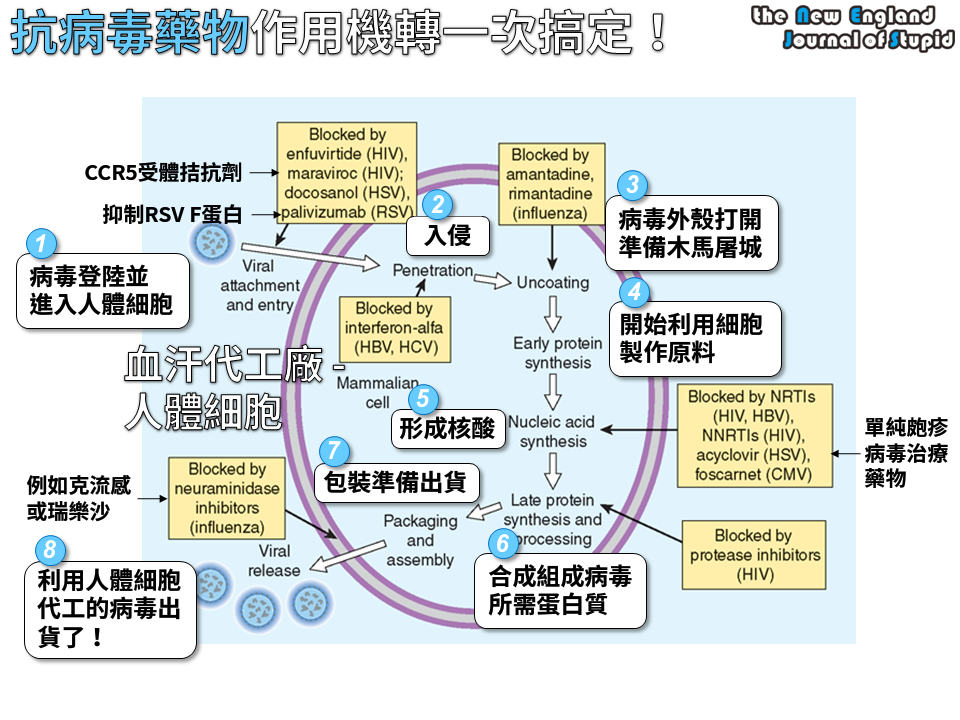 抗病毒藥物作用機轉一次搞定！
the New England
Journal of Stupid
CCR5受體拮抗劑
抑制RSV F蛋白
Blocked by
enfuvirtide (HIV),
maraviroc (HIV);
docosanol (HSV),
palivizumab (RSV)
Blocked by
amantadine,
rimantadine
(influenza)
1
病毒登陸並
進入人體細胞
Viral
attachment
and entry
2
入侵
Penetration
Blocked by
interferon-alfa
(HBV, HCV)
3
病毒外殼打開
準備木馬屠城
Uncoating
4
開始利用細胞
製作原料
Early protein
synthesis
血汗代工廠 -
人體細胞
Mammalian
cell
5
形成核酸
Nucleic acid
synthesis
Blocked by NRTIs
(HIV, HBV),
NNRTIs (HIV),
acyclovir (HSV),
foscarnet (CMV)
單純皰疹
病毒治療
藥物
7
包裝準備出貨
Packaging
and
assembly
Late protein
synthesis and
processing
6
合成組成病毒
所需蛋白質
Blocked by
protease inhibitors
(HIV)
例如克流感
或瑞樂沙
Blocked by
neuraminidase
inhibitors
(influenza)
Viral
release
8
利用人體細胞
代工的病毒出
貨了！